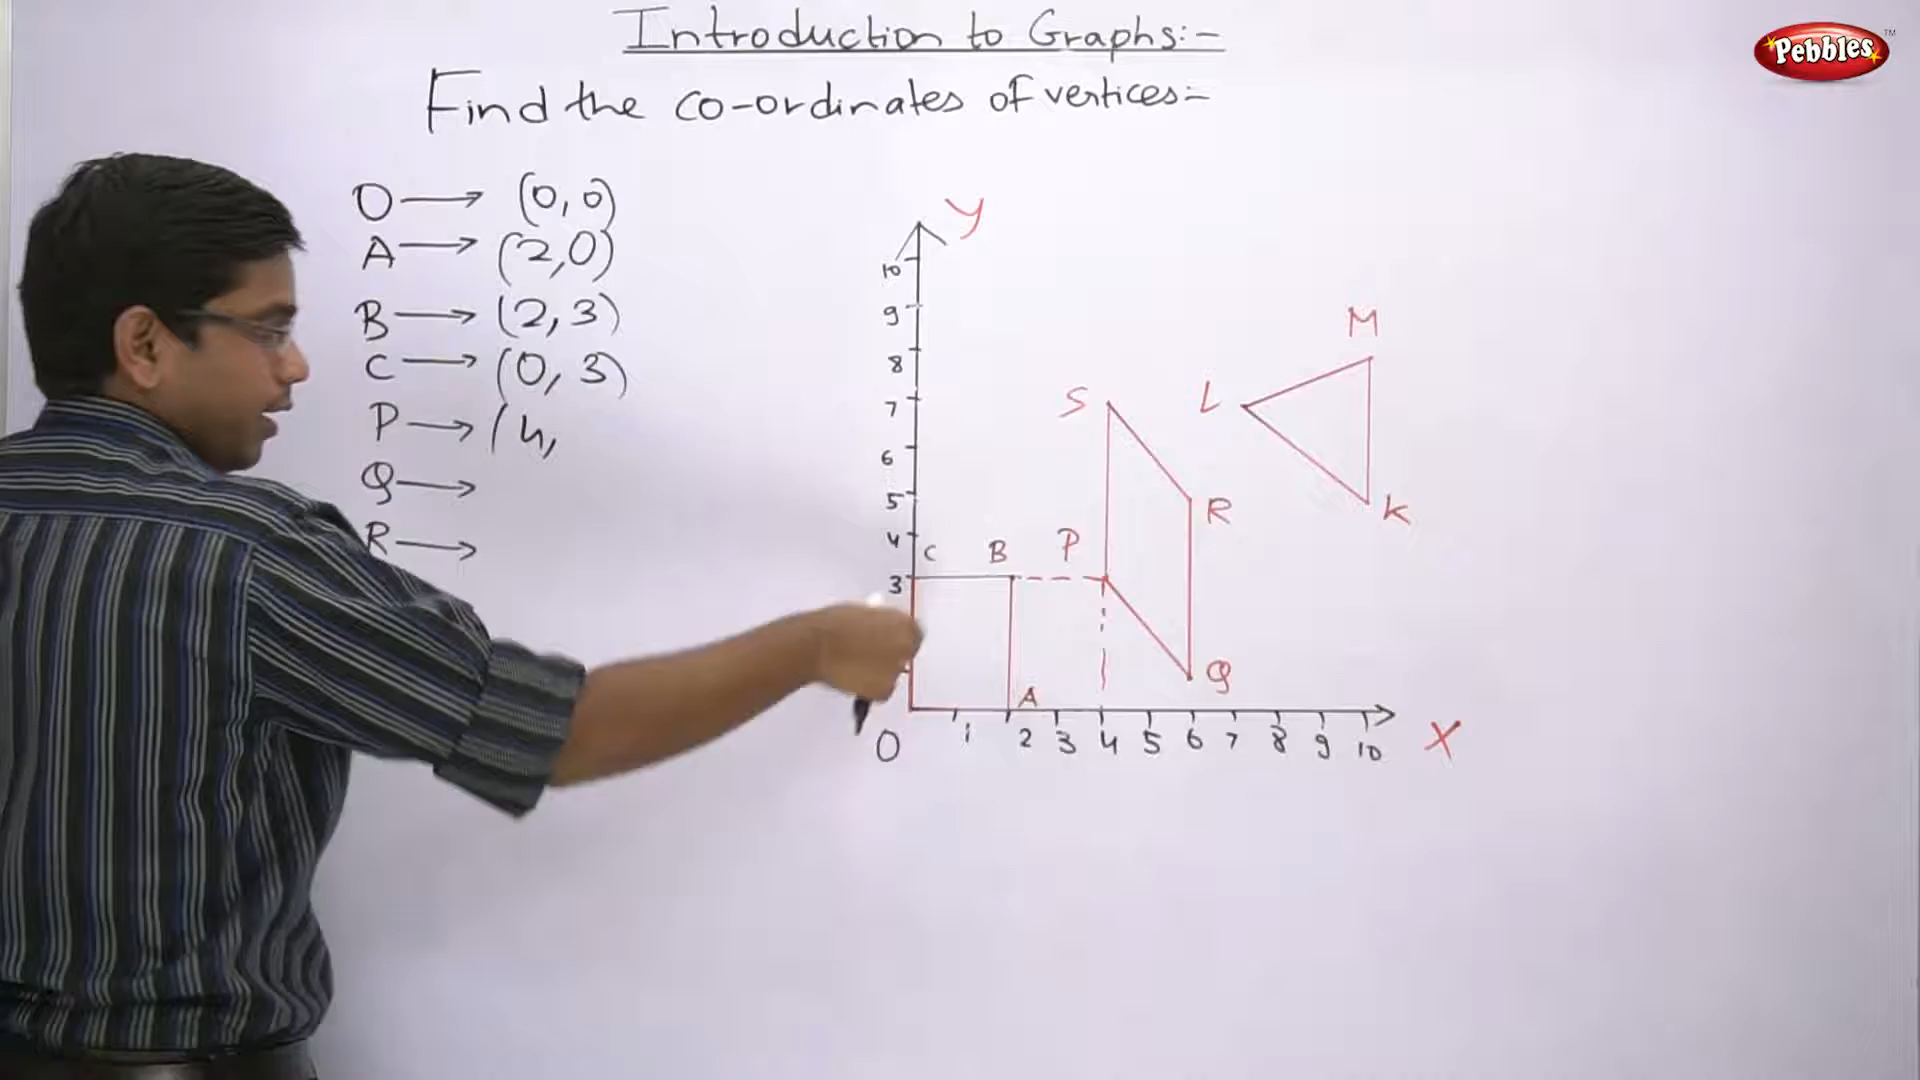 Introduction to Graphs:-
Find the co-ordinates of vertices:-
Pebbles™
O → (0, 0)
A → (2,0)
B → (2, 3)
C → (0, 3)
P → (4,
Q →
R →
Y
10
9
8
7
6
5
4
3
M
S
L
R
K
C B P
A
Q
O 1 2 3 4 5 6 7 8 9 10 X